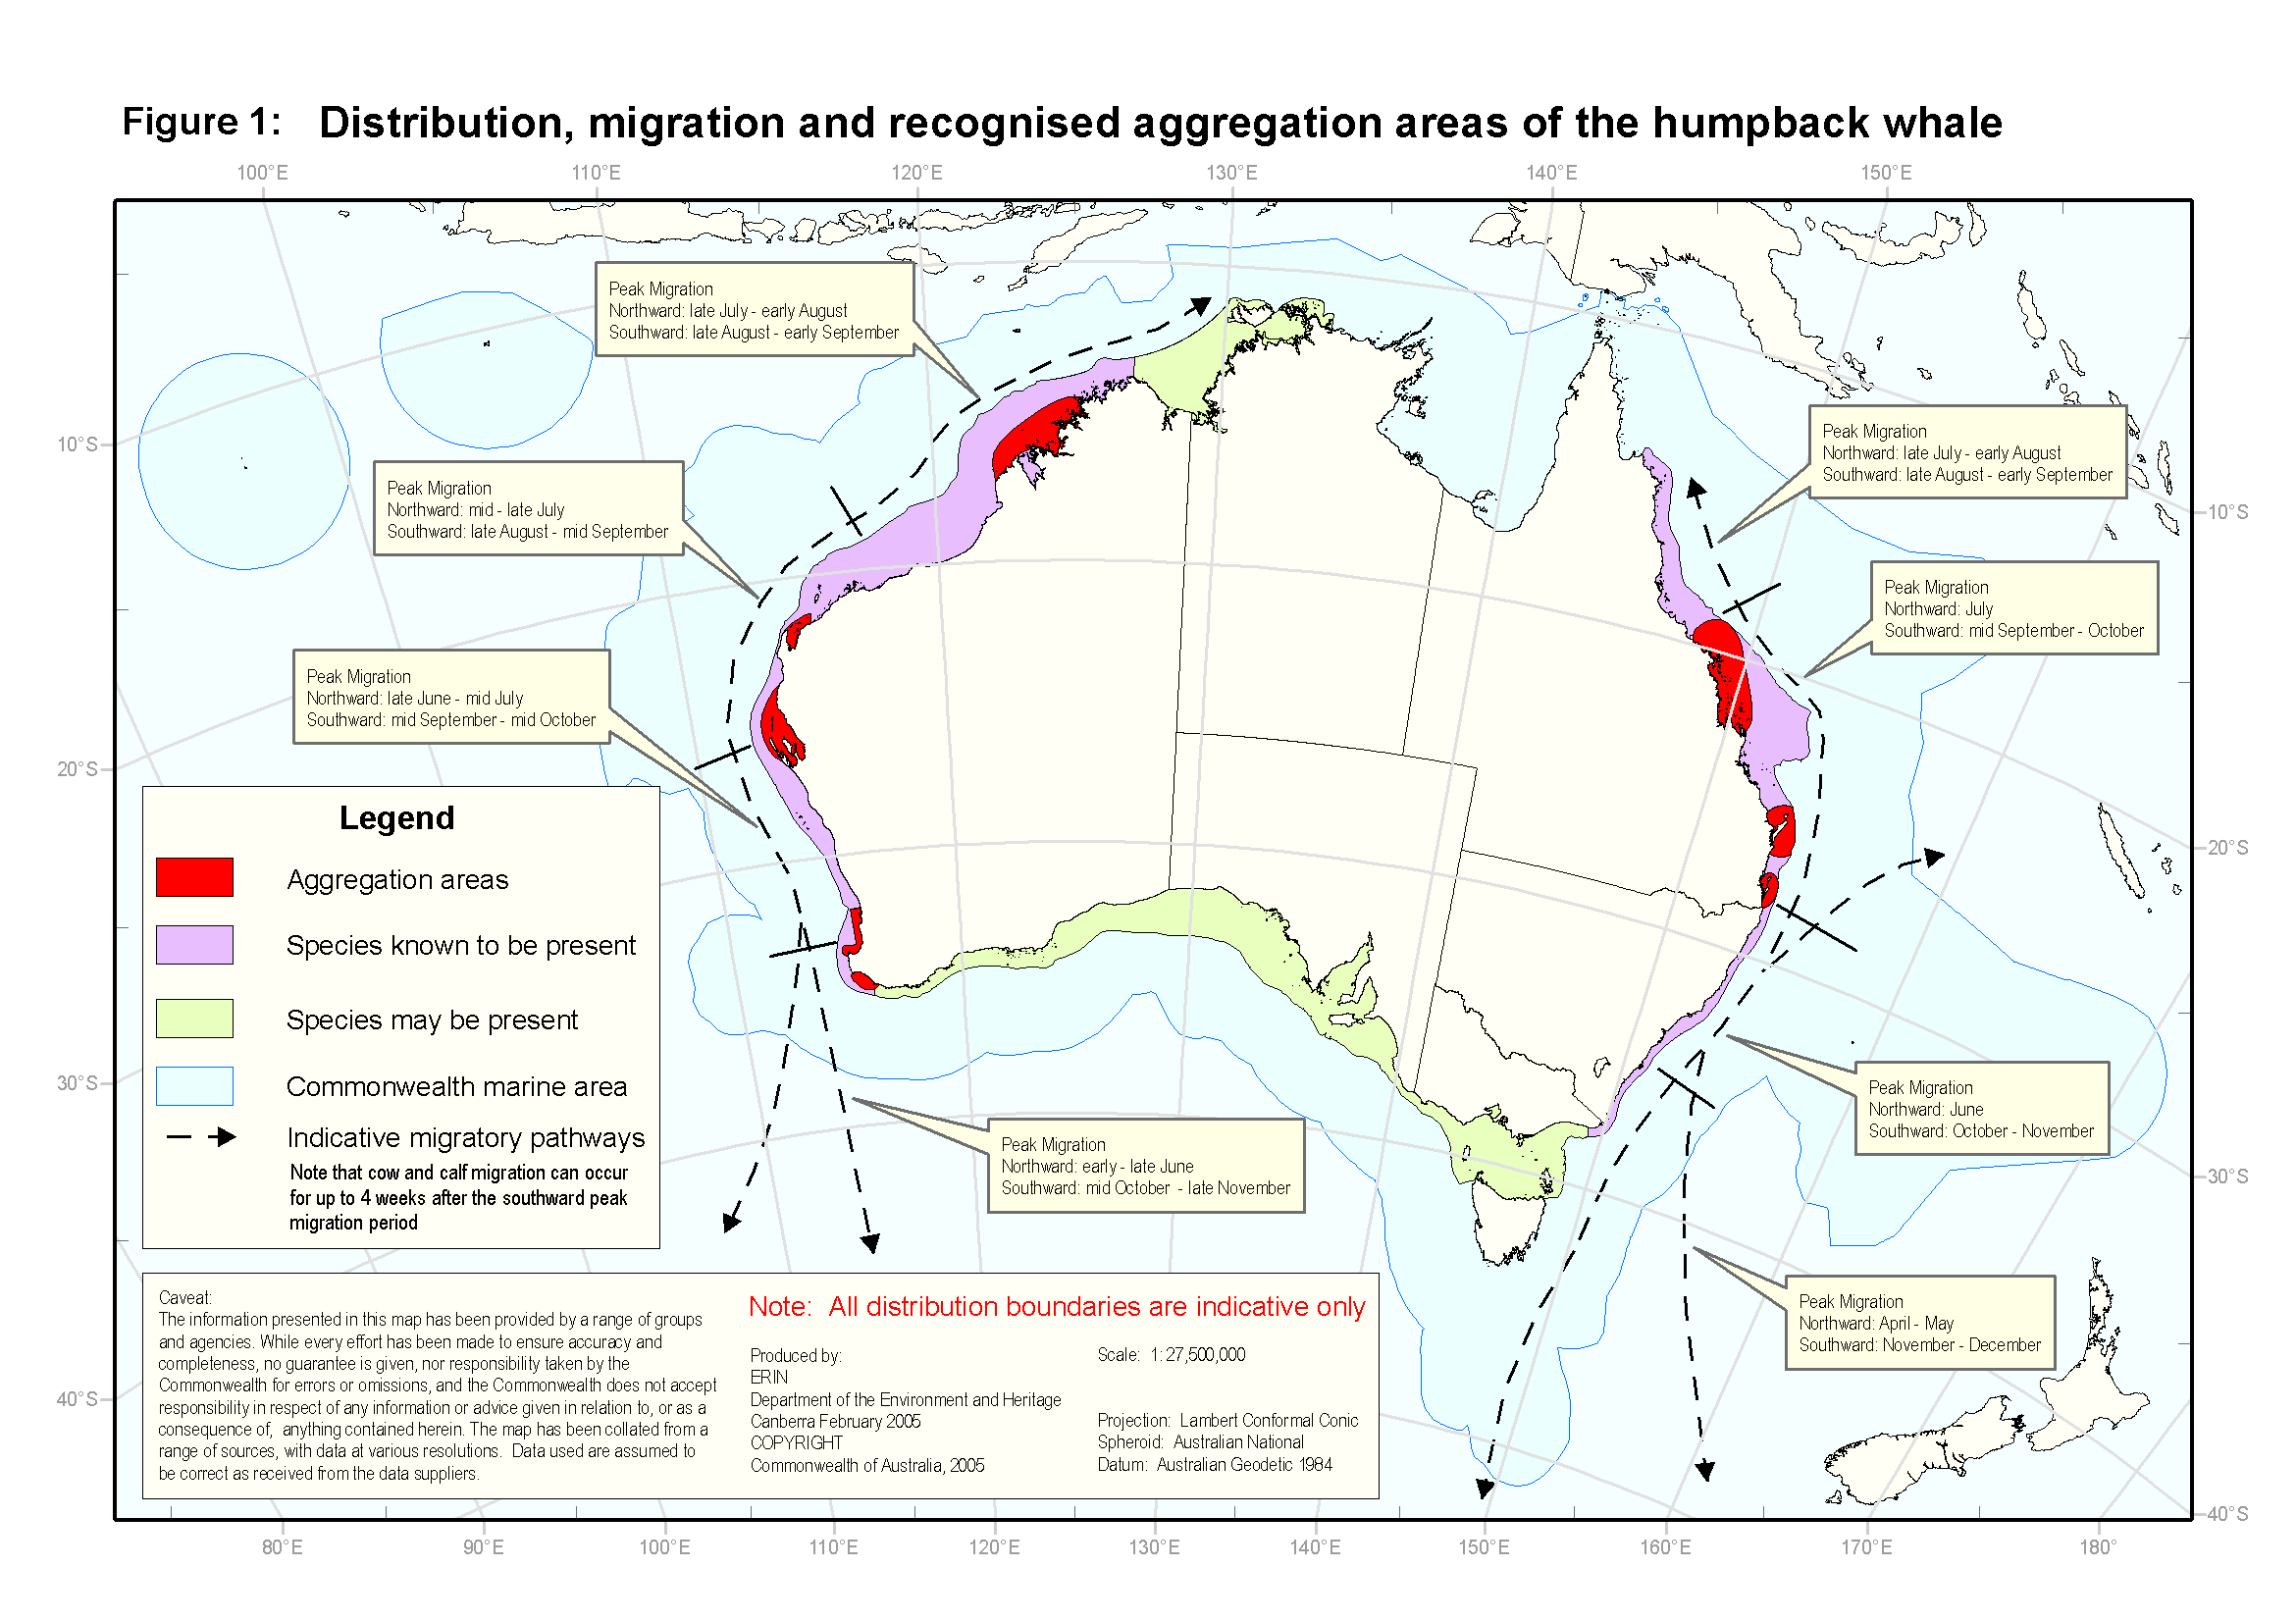 Figure 1: Distribution, migration and recognised aggregation areas of the humpback whale
100°E 110°E 120°E 130°E 140°E 150°E
Peak Migration
Northward: late July - early August
Southward: late August - early September
Peak Migration
Northward: late July - early August
Southward: late August - early September
10°S
Peak Migration
Northward: mid - late July
Southward: late August - mid September
10°S
Peak Migration
Northward: July
Southward: mid September - October
Peak Migration
Northward: late June - mid July
Southward: mid September - mid October
20°S
20°S
Legend
Aggregation areas
Species known to be present
Species may be present
Commonwealth marine area
Indicative migratory pathways
Note that cow and calf migration can occur
for up to 4 weeks after the southward peak
migration period
30°S
Peak Migration
Northward: June
Southward: October - November
Peak Migration
Northward: early - late June
Southward: mid October - late November
30°S
Peak Migration
Northward: April - May
Southward: November - December
Caveat:
The information presented in this map has been provided by a range of groups
and agencies. While every effort has been made to ensure accuracy and
completeness, no guarantee is given, nor responsibility taken by the
Commonwealth for errors or omissions, and the Commonwealth does not accept
responsibility in respect of any information or advice given in relation to, or as a
consequence of, anything contained herein. The map has been collated from a
range of sources, with data at various resolutions. Data used are assumed to
be correct as received from the data suppliers.
Note: All distribution boundaries are indicative only
Produced by:
ERIN
Department of the Environment and Heritage
Canberra February 2005
COPYRIGHT
Commonwealth of Australia, 2005
Scale: 1:27,500,000
Projection: Lambert Conformal Conic
Spheroid: Australian National
Datum: Australian Geodetic 1984
40°S
40°S
80°E 90°E 100°E 110°E 120°E 130°E 140°E 150°E 160°E 170°E 180°